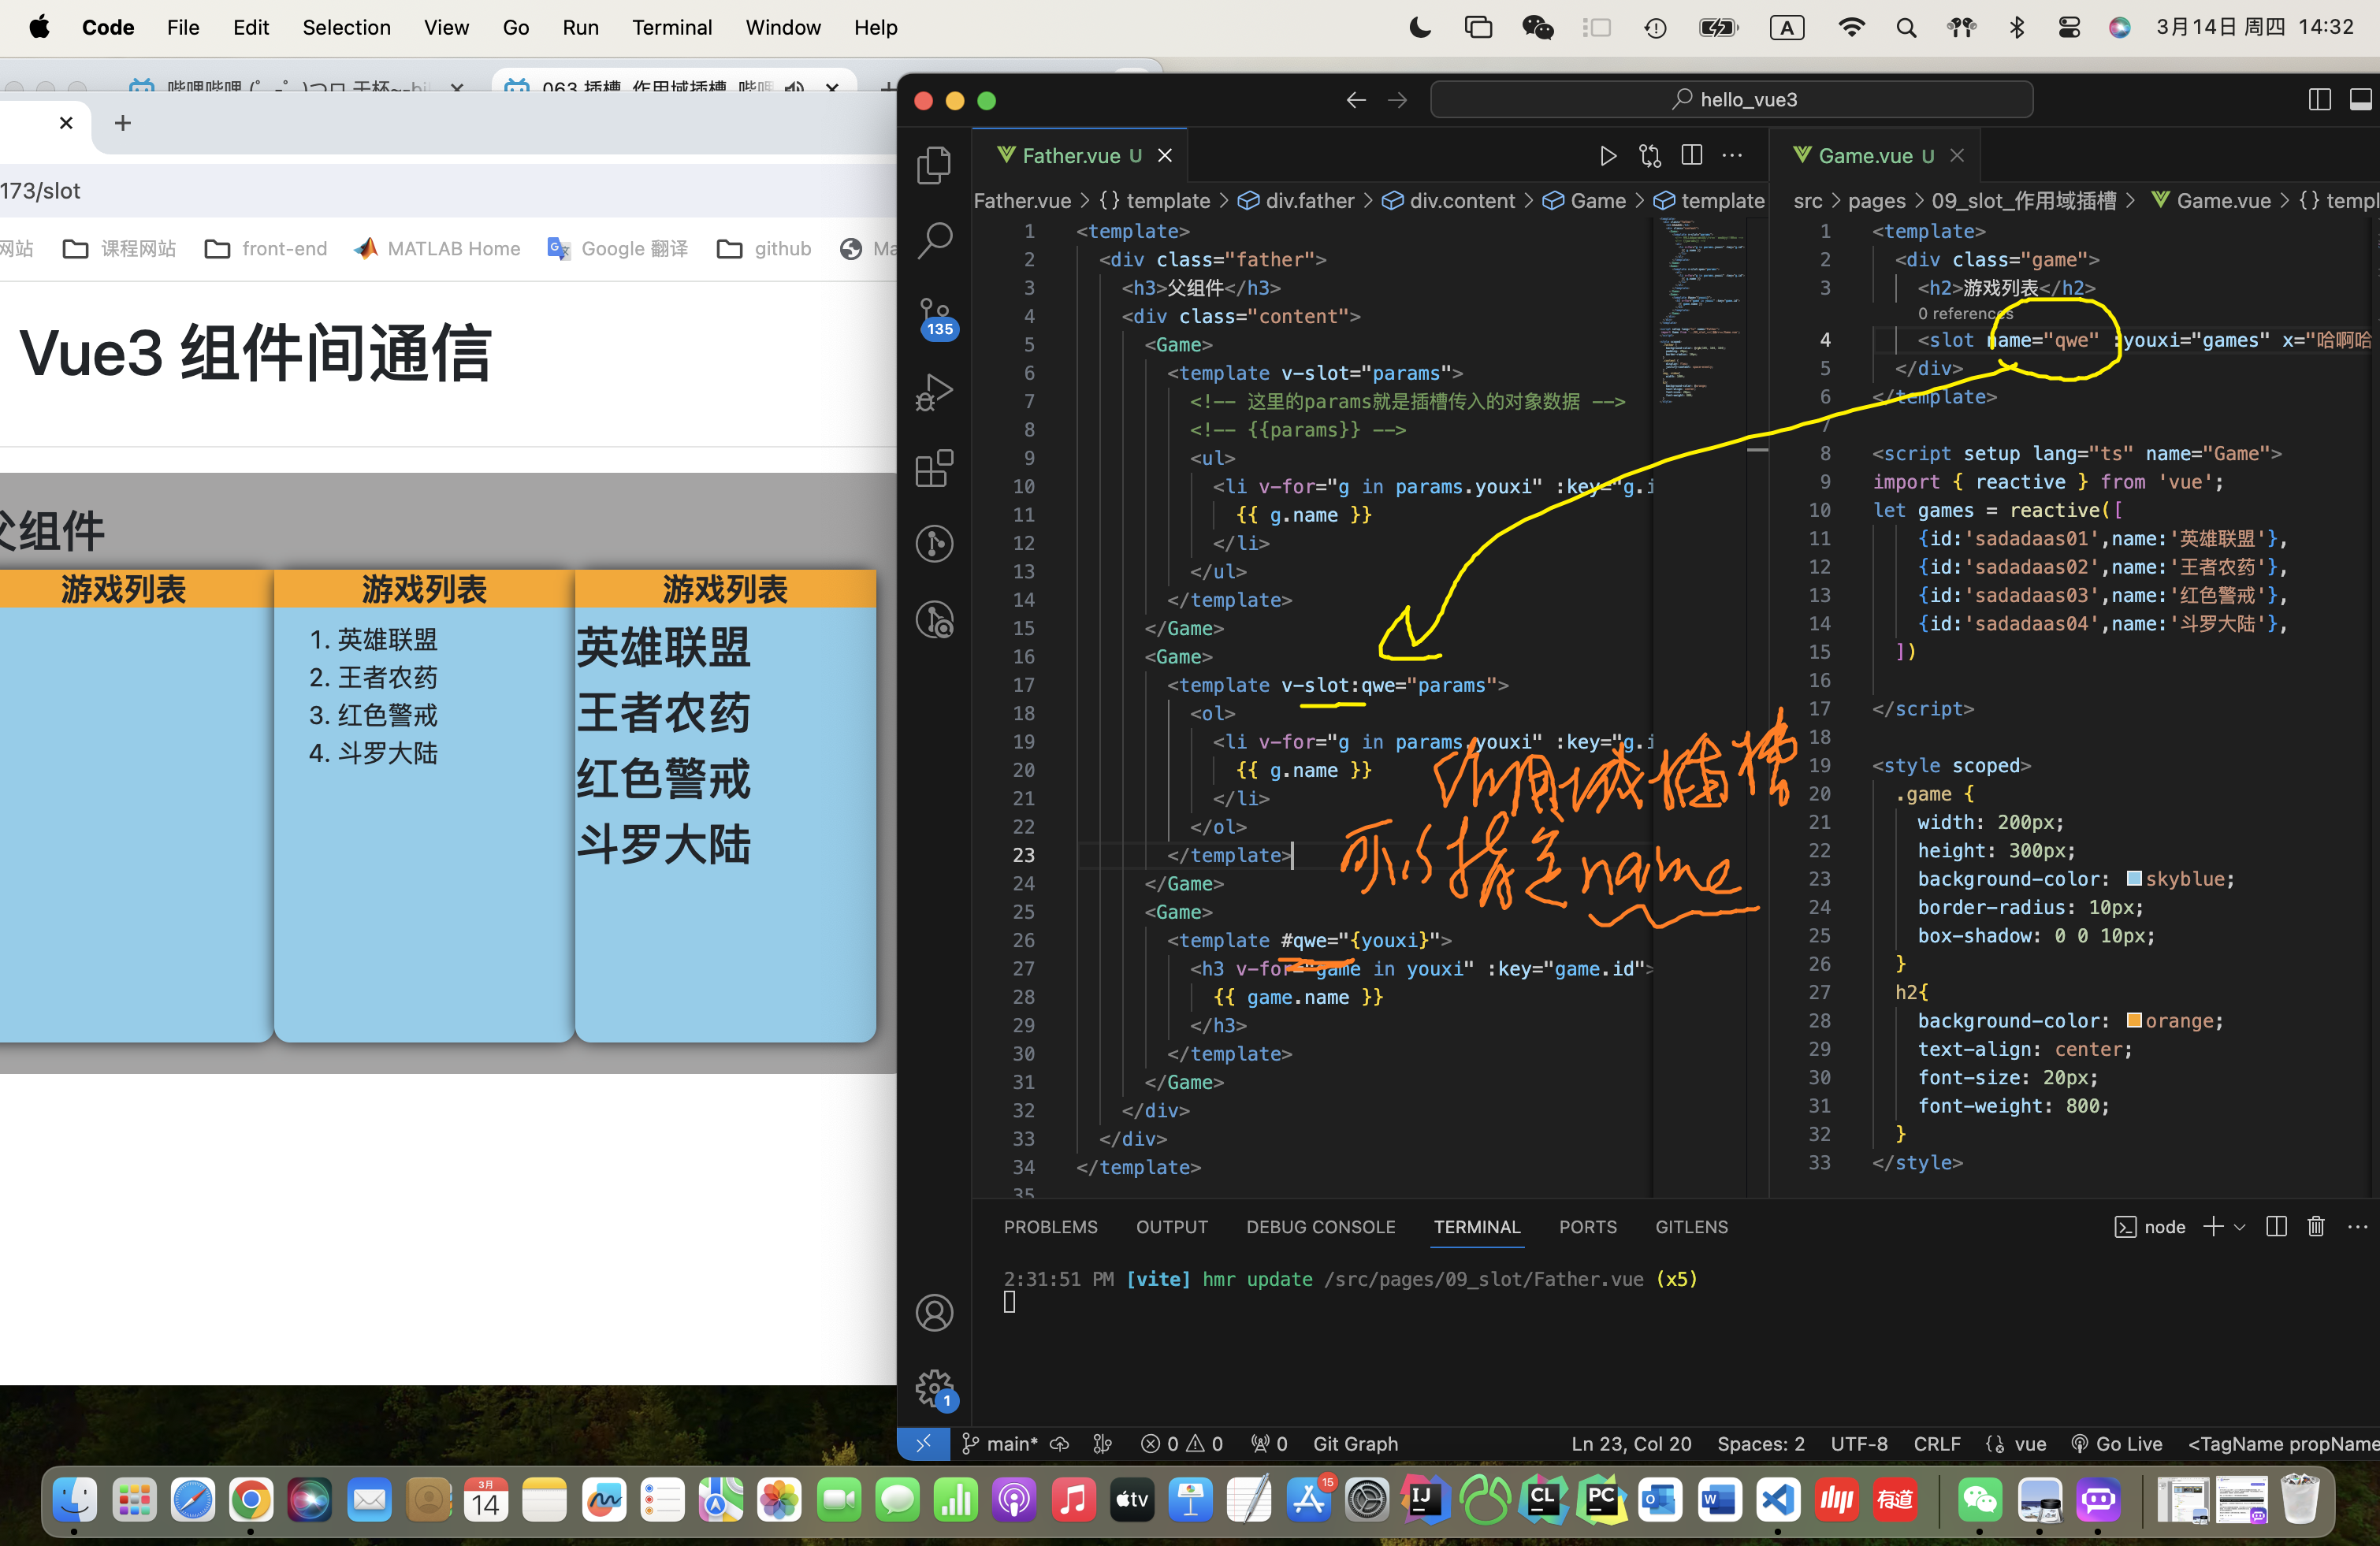 Code File Edit Selection View Go Run Terminal Window Help
A 3月14日 周四 14:32
063 插槽_作用域插槽_哔哩
173/slot
网站 课程网站 front-end MATLAB Home Google 翻译 github Ma
Vue3 组件间通信
父组件
游戏列表
游戏列表
1. 英雄联盟
2. 王者农药
3. 红色警戒
4. 斗罗大陆
游戏列表
英雄联盟
王者农药
红色警戒
斗罗大陆
hello_vue3
Father.vue U
Father.vue > {} template > div.father > div.content > Game > template
1 <template>
2 <div class="father">
3 <h3>父组件</h3>
4 <div class="content">
5 <Game>
6 <template v-slot="params">
7 <!-- 这里的params就是插槽传入的对象数据 -->
8 <!-- {{params}} -->
9 <ul>
10 <li v-for="g in params.youxi" :key="g.i
11 {{ g.name }}
12 </li>
13 </ul>
14 </template>
15 </Game>
16 <Game>
17 <template v-slot:qwe="params">
18 <ol>
19 <li v-for="g in params.youxi" :key="g.i
20 {{ g.name }}
21 </li>
22 </ol>
23 </template>
24 </Game>
25 <Game>
26 <template #qwe="{youxi}">
27 <h3 v-for="game in youxi" :key="game.id">
28 {{ game.name }}
29 </h3>
30 </template>
31 </Game>
32 </div>
33 </div>
34 </template>
35
作用域插槽
可以指定name
Game.vue U
src > pages > 09_slot_作用域插槽 > Game.vue > {} templ
1 <template>
2 <div class="game">
3 <h2>游戏列表</h2>
0 references
4 <slot name="qwe" :youxi="games" x="哈啊哈
5 </div>
6 </template>
7
8 <script setup lang="ts" name="Game">
9 import { reactive } from 'vue';
10 let games = reactive([
11 {id:'sadadaas01',name:'英雄联盟'},
12 {id:'sadadaas02',name:'王者农药'},
13 {id:'sadadaas03',name:'红色警戒'},
14 {id:'sadadaas04',name:'斗罗大陆'},
15 ])
16
17 </script>
18
19 <style scoped>
20 .game {
21 width: 200px;
22 height: 300px;
23 background-color: skyblue;
24 border-radius: 10px;
25 box-shadow: 0 0 10px;
26 }
27 h2{
28 background-color: orange;
29 text-align: center;
30 font-size: 20px;
31 font-weight: 800;
32 }
33 </style>
135
1
PROBLEMS OUTPUT DEBUG CONSOLE TERMINAL PORTS GITLENS
node
2:31:51 PM [vite] hmr update /src/pages/09_slot/Father.vue (x5)
main* 0 0 0 Git Graph
Ln 23, Col 20 Spaces: 2 UTF-8 CRLF vue Go Live <TagName propName
3月
14
tv
15
IJ
CL
PC
有道